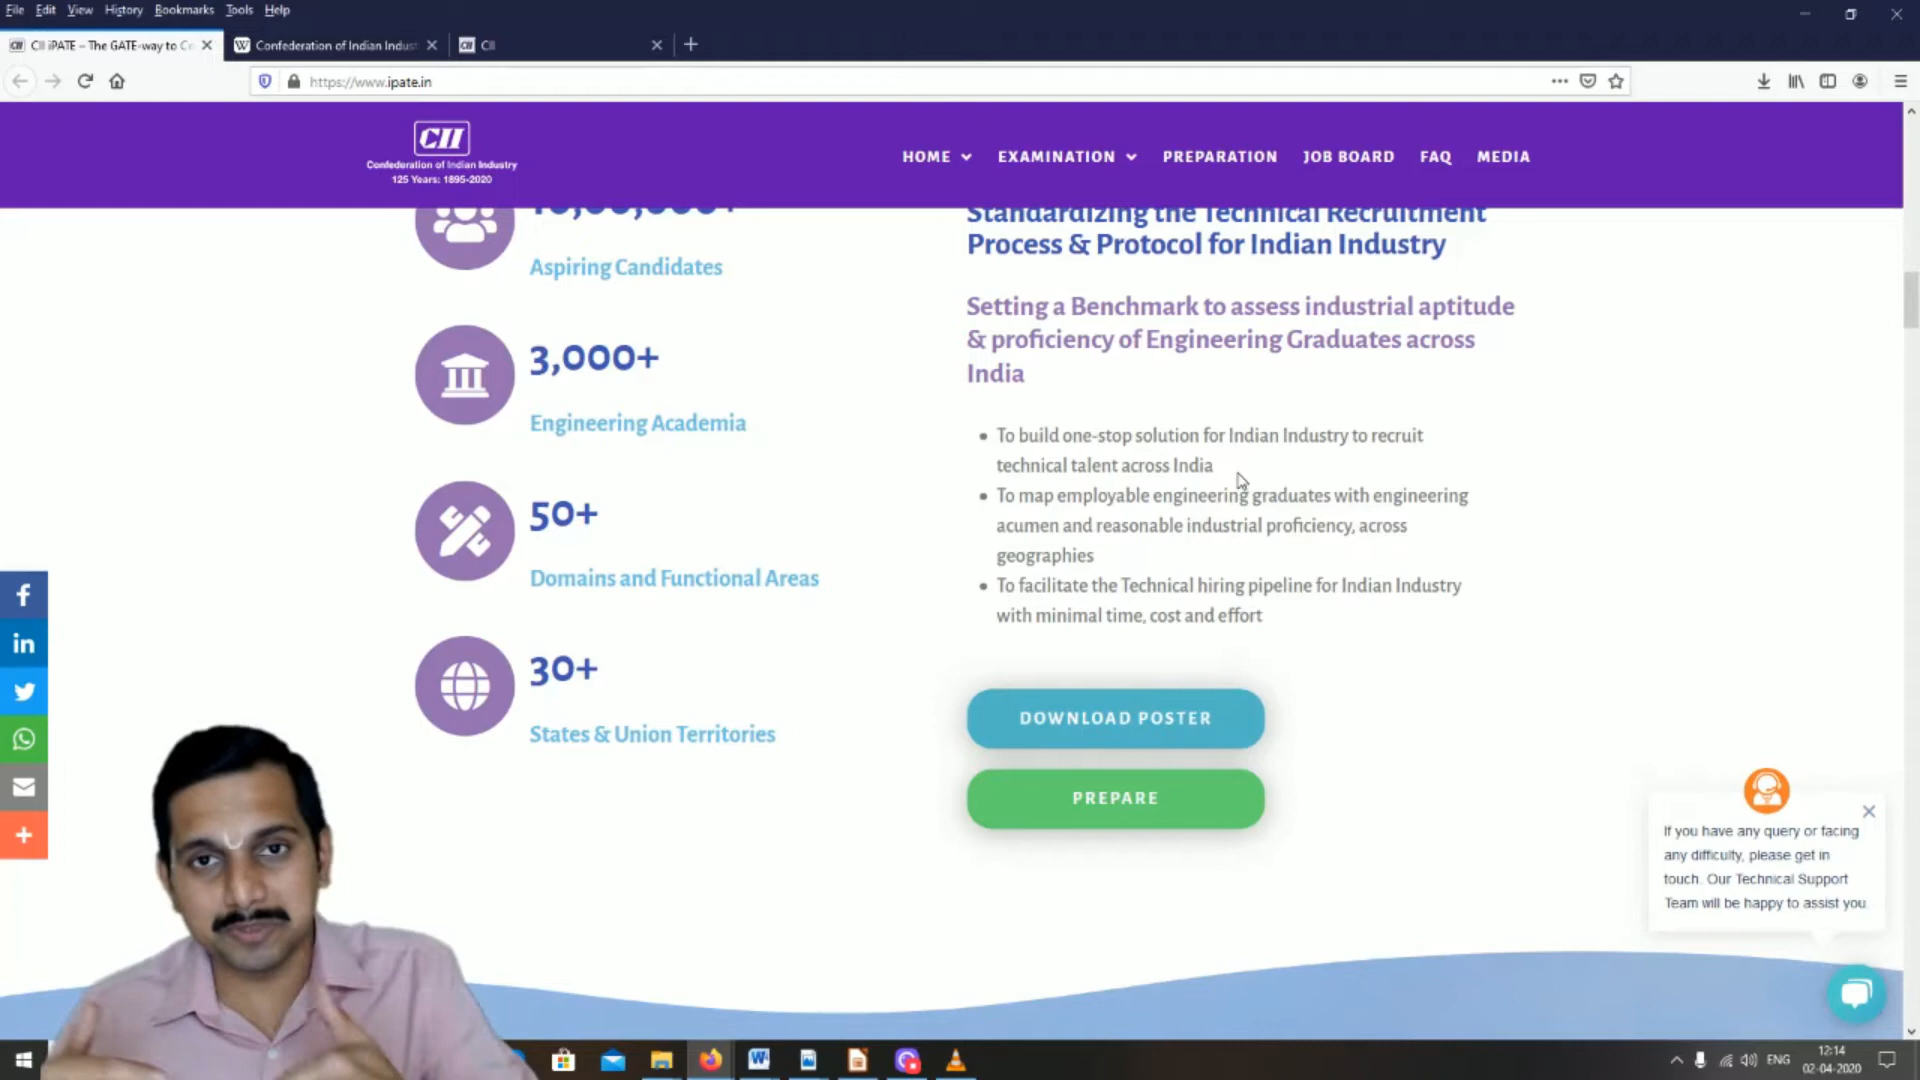 File Edit View History Bookmarks Tools Help
CII iPATE – The GATE-way to Ce
Confederation of Indian Indust
CII
https://www.ipate.in
CII
Confederation of Indian Industry
125 Years: 1895-2020
HOME
EXAMINATION
PREPARATION
JOB BOARD
FAQ
MEDIA
Aspiring Candidates
3,000+
Engineering Academia
50+
Domains and Functional Areas
30+
States & Union Territories
Standardizing the Technical Recruitment
Process & Protocol for Indian Industry
Setting a Benchmark to assess industrial aptitude
& proficiency of Engineering Graduates across
India
To build one-stop solution for Indian Industry to recruit
technical talent across India
To map employable engineering graduates with engineering
acumen and reasonable industrial proficiency, across
geographies
To facilitate the Technical hiring pipeline for Indian Industry
with minimal time, cost and effort
DOWNLOAD POSTER
PREPARE
If you have any query or facing
any difficulty, please get in
touch. Our Technical Support
Team will be happy to assist you.
ENG
12:14
02-04-2020